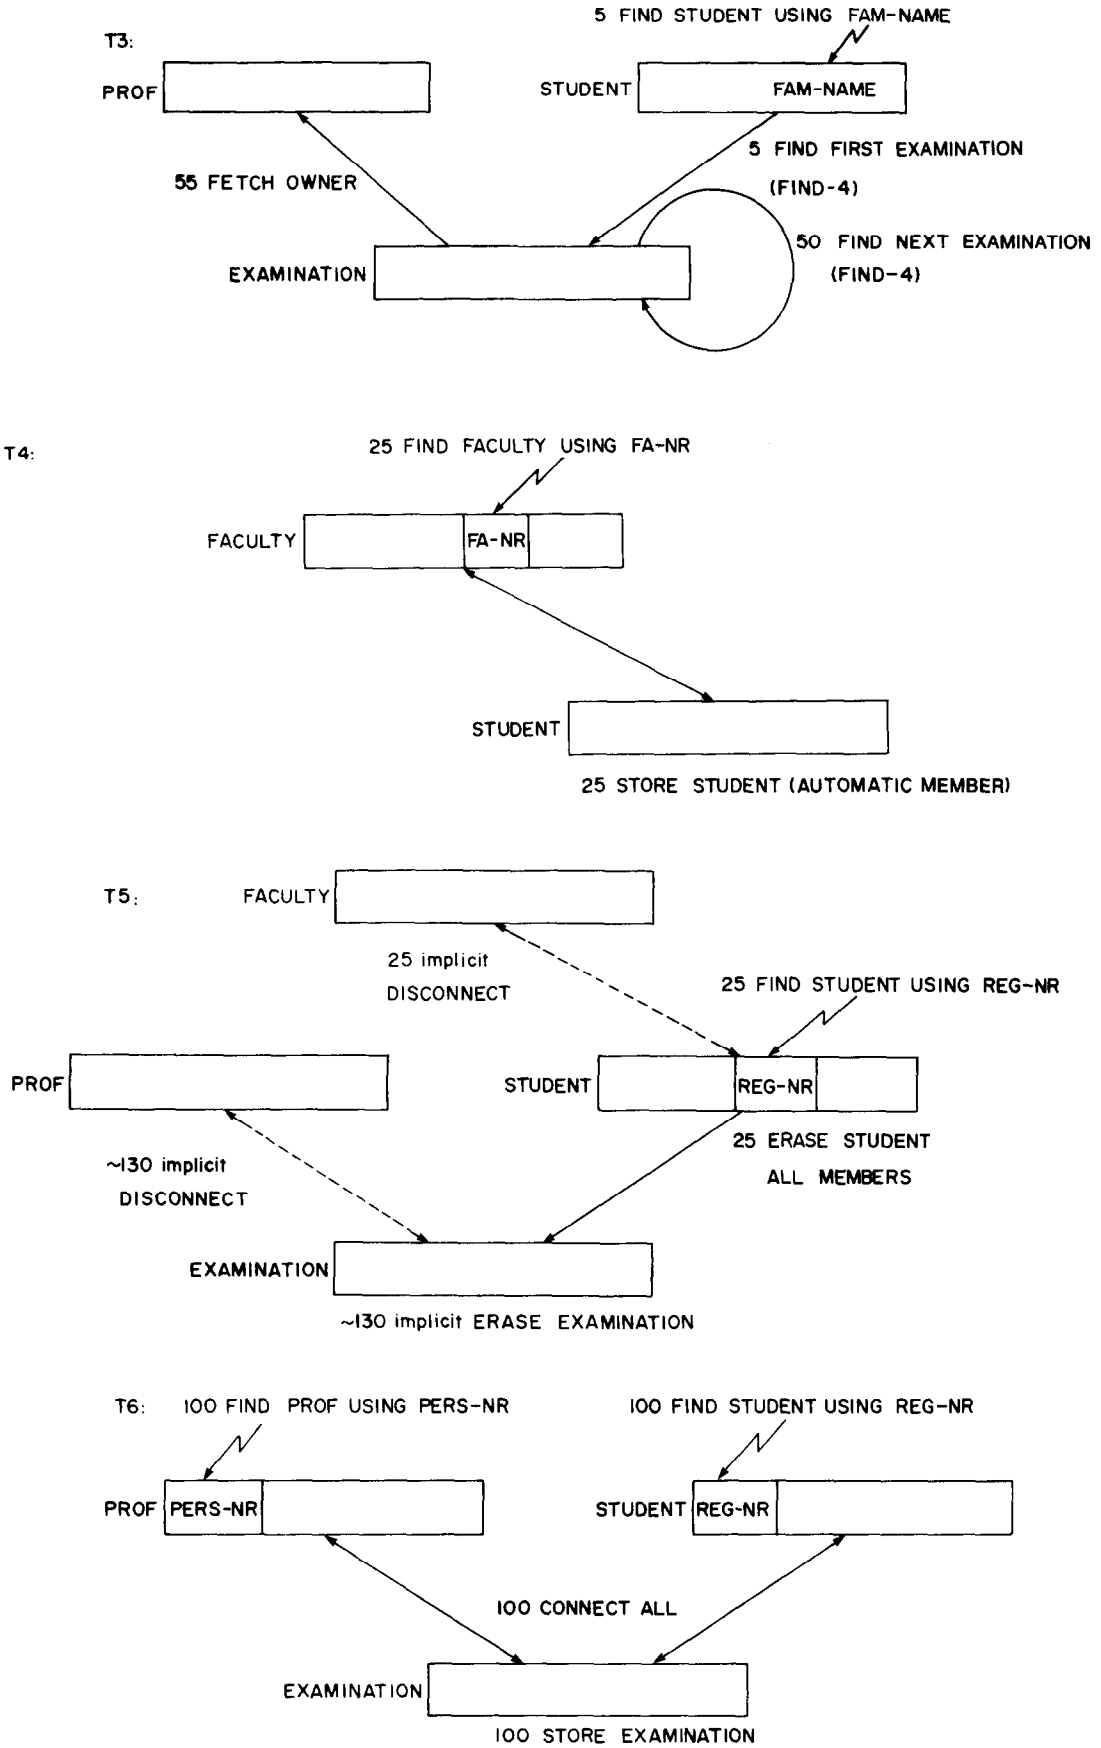 5 FIND STUDENT USING FAM-NAME
T3:
PROF
STUDENT
FAM-NAME
5 FIND FIRST EXAMINATION
(FIND-4)
55 FETCH OWNER
50 FIND NEXT EXAMINATION
(FIND-4)
EXAMINATION
T4:
25 FIND FACULTY USING FA-NR
FACULTY
FA-NR
STUDENT
25 STORE STUDENT (AUTOMATIC MEMBER)
T5:
FACULTY
25 implicit
DISCONNECT
25 FIND STUDENT USING REG-NR
PROF
STUDENT
REG-NR
25 ERASE STUDENT
ALL MEMBERS
~130 implicit
DISCONNECT
EXAMINATION
~130 implicit ERASE EXAMINATION
T6:
100 FIND PROF USING PERS-NR
100 FIND STUDENT USING REG-NR
PROF
PERS-NR
STUDENT
REG-NR
100 CONNECT ALL
EXAMINATION
100 STORE EXAMINATION